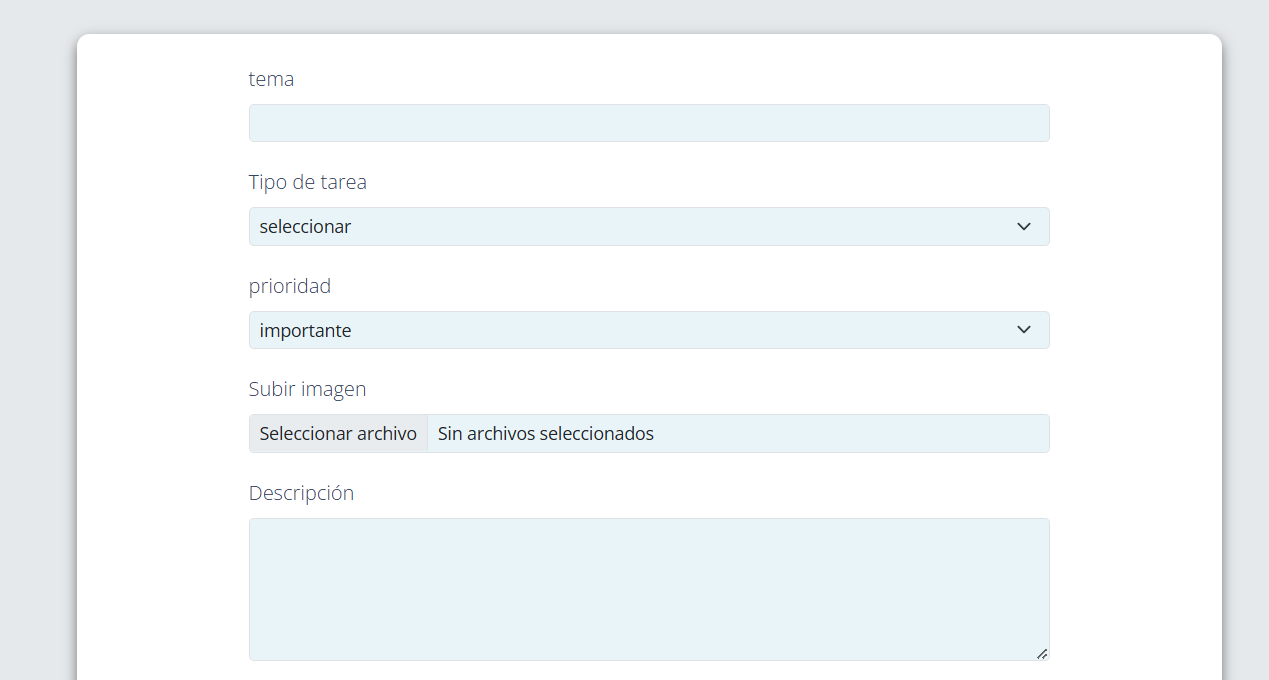 tema
Tipo de tarea
seleccionar
prioridad
importante
Subir imagen
Seleccionar archivo Sin archivos seleccionados
Descripción